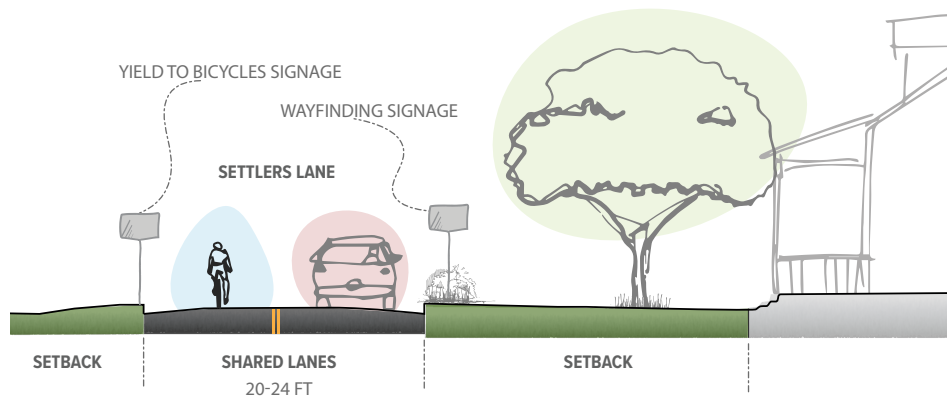 YIELD TO BICYCLES SIGNAGE
WAYFINDING SIGNAGE
SETTLERS LANE
SETBACK
SHARED LANES
20-24 FT
SETBACK